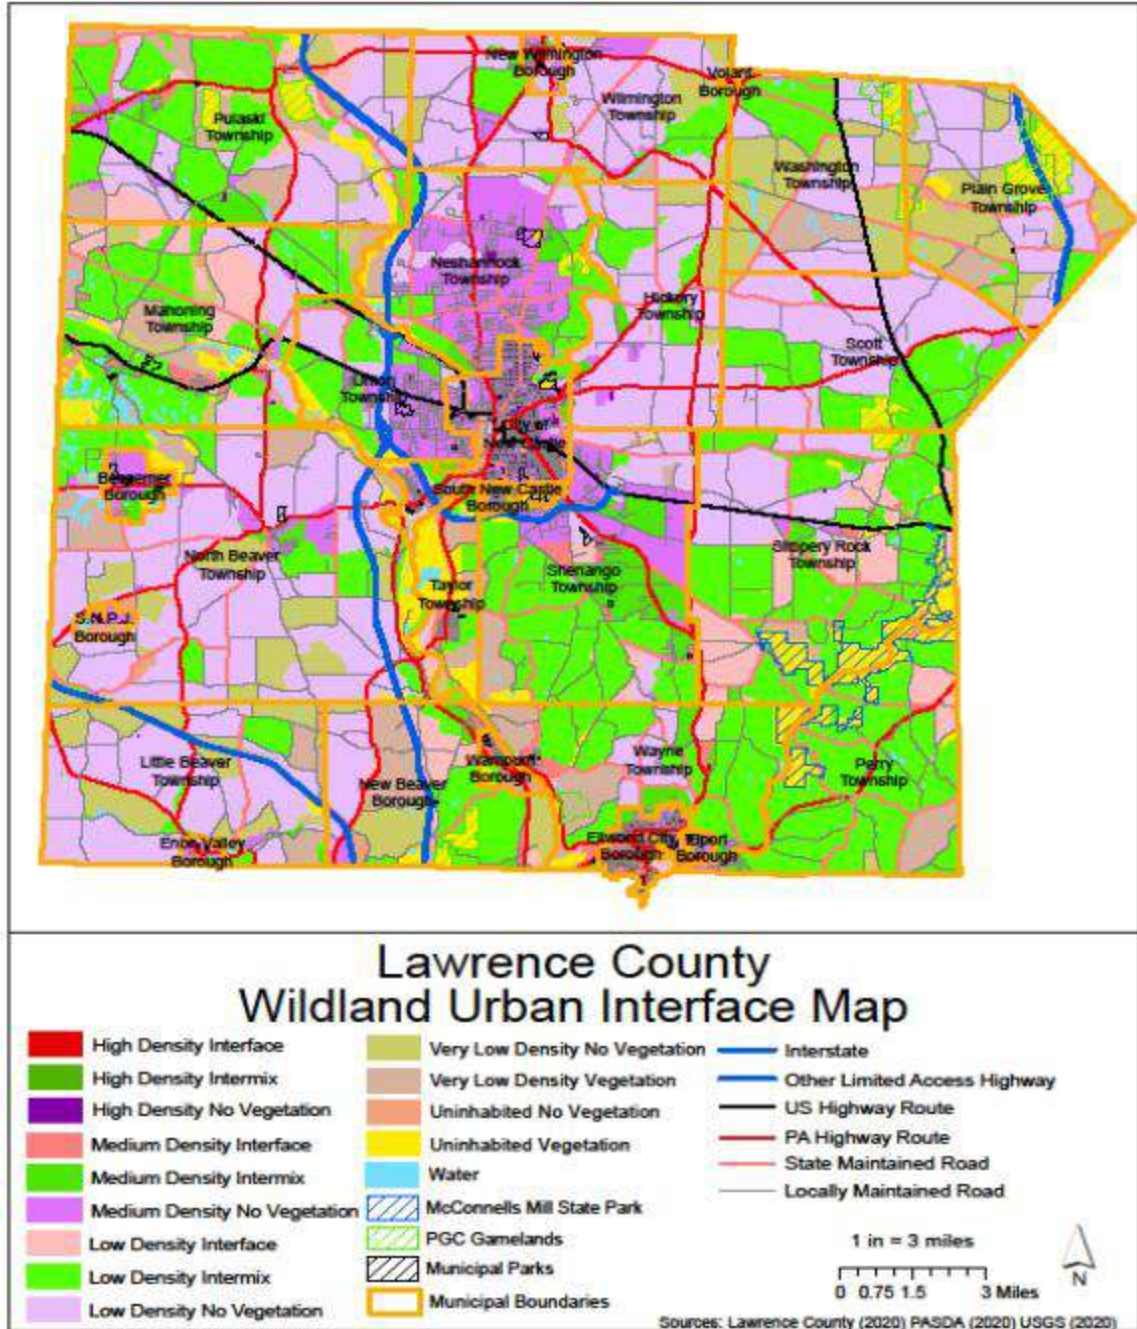 New Wilmington
Borough
Volant
Borough
Wilmington
Township
Pulaski
Township
Washington
Township
Plain Grove
Township
Neshannock
Township
Hickory
Township
Mahoning
Township
Scott
Township
Union
Township
City of
New Castle
Bessemer
Borough
South New Castle
Borough
North Beaver
Township
Slippery Rock
Township
Shenango
Township
Taylor
Township
S.N.P.J.
Borough
Little Beaver
Township
Wampum
Borough
Wayne
Township
Perry
Township
New Beaver
Borough
Enon Valley
Borough
Ellwood City
Borough
Ellport
Borough
Lawrence County
Wildland Urban Interface Map
High Density Interface
High Density Intermix
High Density No Vegetation
Medium Density Interface
Medium Density Intermix
Medium Density No Vegetation
Low Density Interface
Low Density Intermix
Low Density No Vegetation
Very Low Density No Vegetation
Very Low Density Vegetation
Uninhabited No Vegetation
Uninhabited Vegetation
Water
McConnells Mill State Park
PGC Gamelands
Municipal Parks
Municipal Boundaries
Interstate
Other Limited Access Highway
US Highway Route
PA Highway Route
State Maintained Road
Locally Maintained Road
1 in = 3 miles
0 0.75 1.5 3 Miles
N
Sources: Lawrence County (2020) PASDA (2020) USGS (2020)